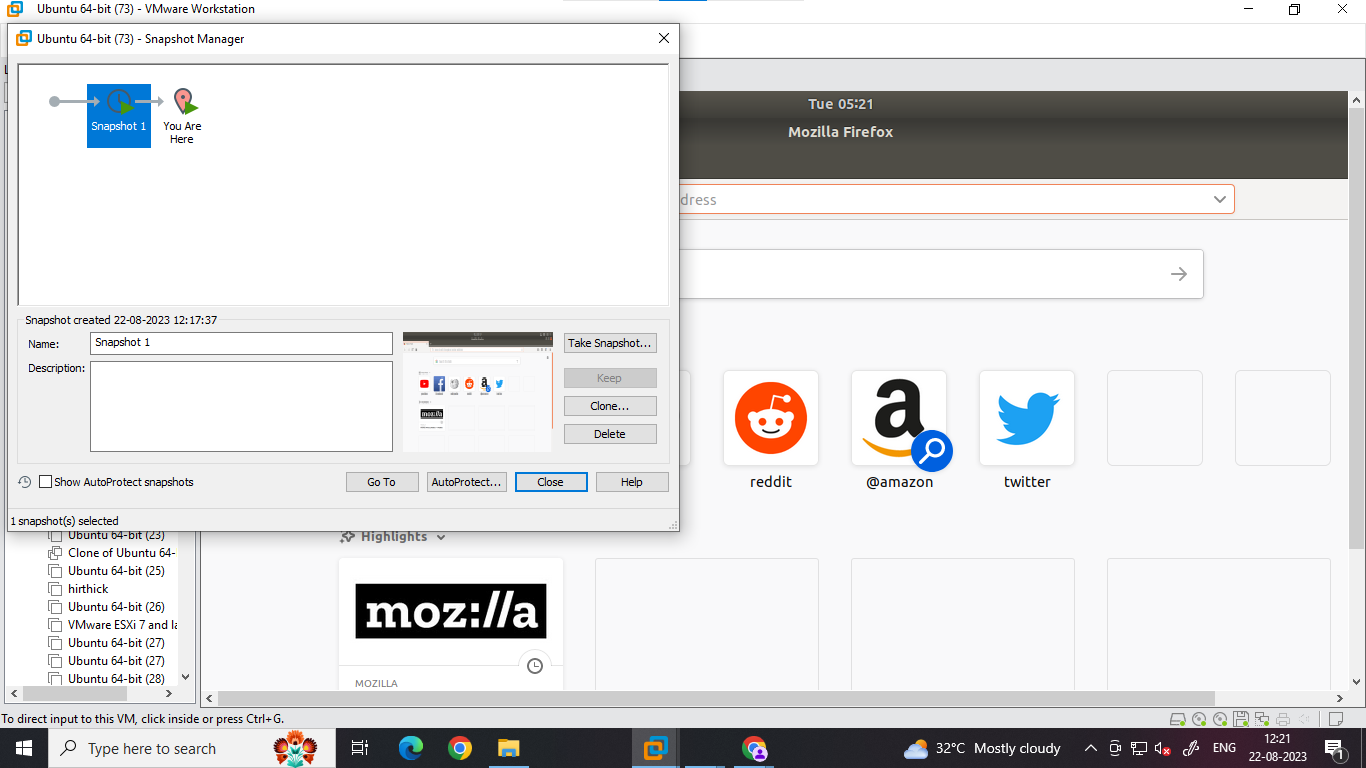 Ubuntu 64-bit (73) - VMware Workstation
Ubuntu 64-bit (73) - Snapshot Manager
Snapshot 1
You Are
Here
Snapshot created 22-08-2023 12:17:37
Name:
Snapshot 1
Description:
Take Snapshot...
Keep
Clone...
Delete
Show AutoProtect snapshots
Go To
AutoProtect...
Close
Help
1 snapshot(s) selected
Tue 05:21
Mozilla Firefox
dress
reddit
@amazon
twitter
Highlights
moz://a
MOZILLA
Ubuntu 64-bit (23)
Clone of Ubuntu 64-
Ubuntu 64-bit (25)
hirthick
Ubuntu 64-bit (26)
VMware ESXi 7 and la
Ubuntu 64-bit (27)
Ubuntu 64-bit (27)
Ubuntu 64-bit (28)
To direct input to this VM, click inside or press Ctrl+G.
Type here to search
32°C Mostly cloudy
ENG
12:21
22-08-2023
1